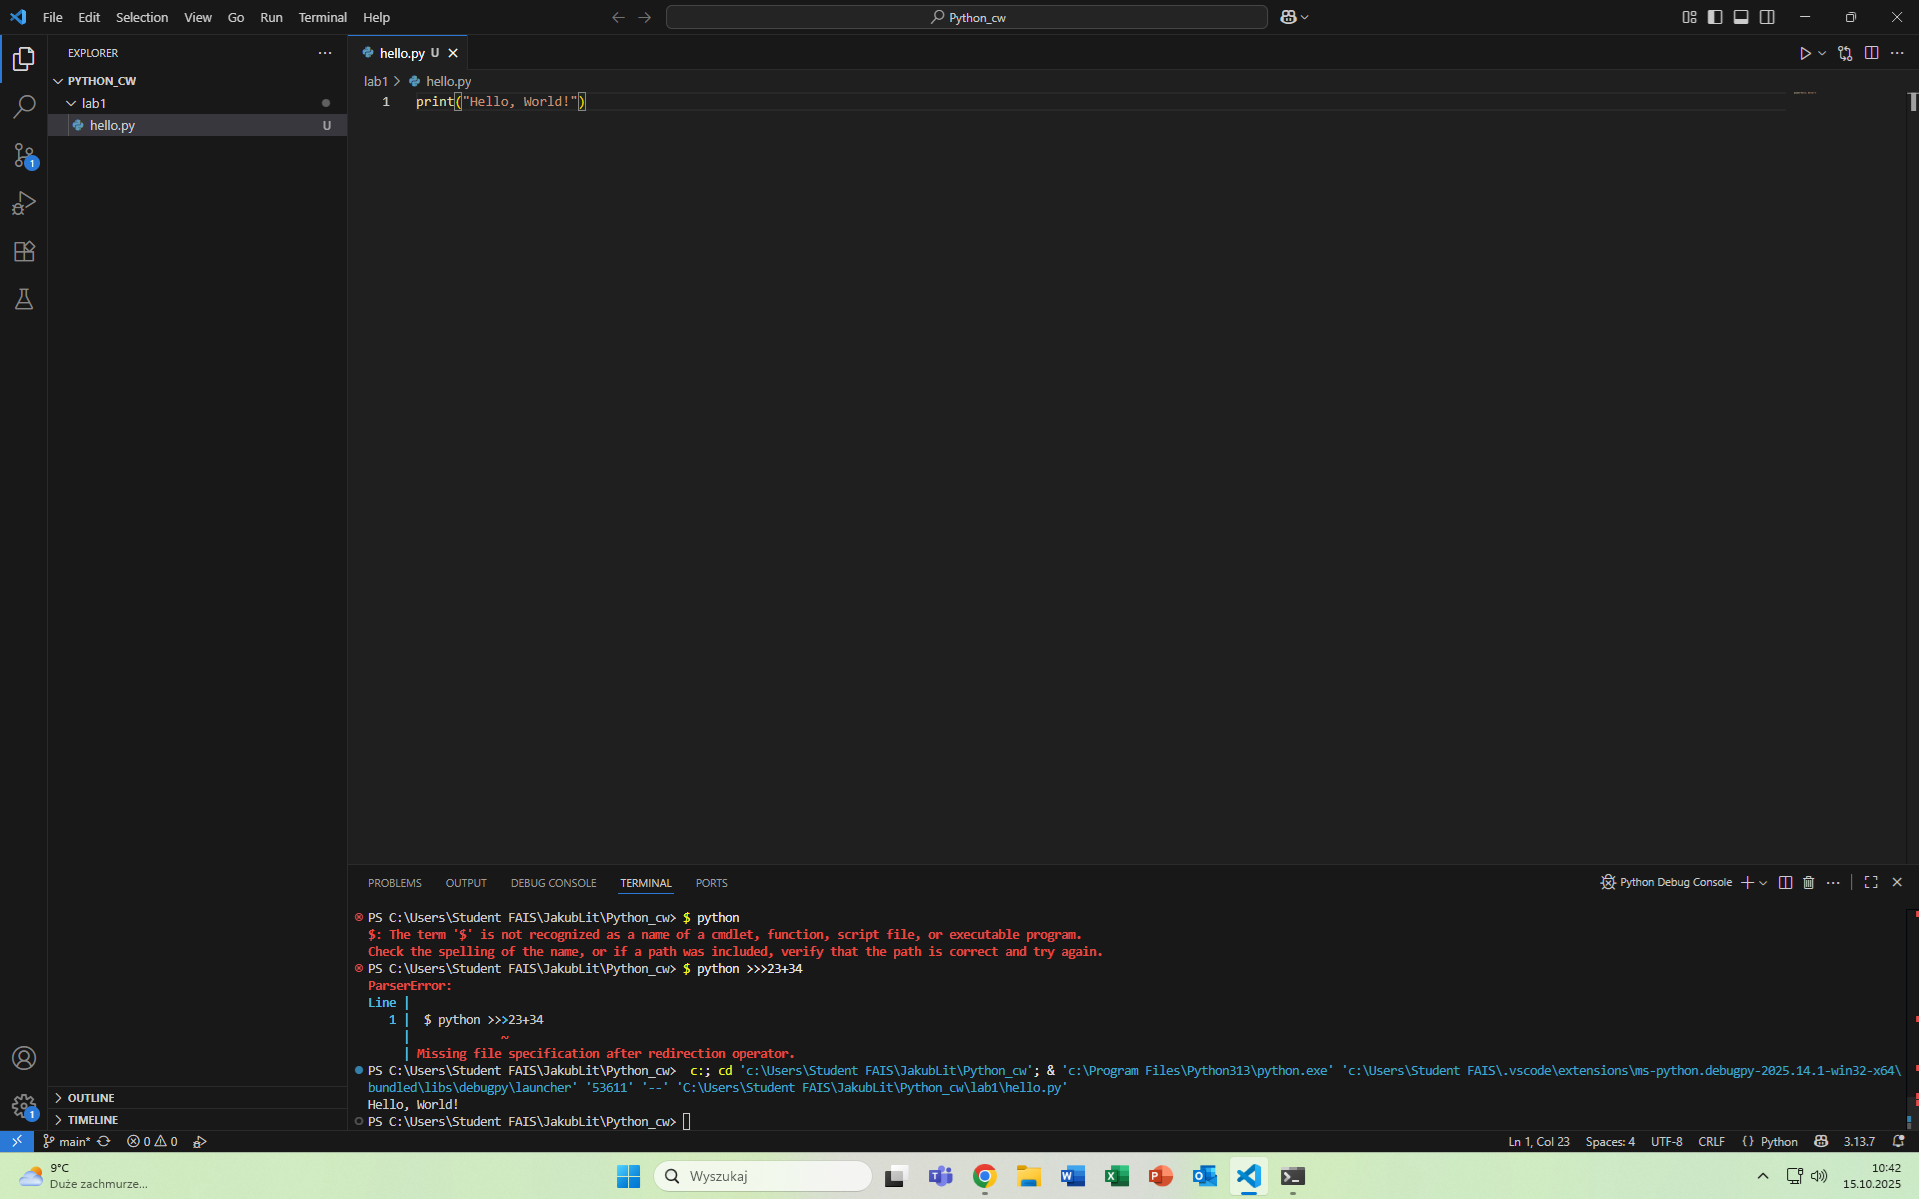 File Edit Selection View Go Run Terminal Help
Python_cw
EXPLORER
hello.py U
PYTHON_CW
lab1
hello.py U
lab1 > hello.py
1 print("Hello, World!")
1
PROBLEMS OUTPUT DEBUG CONSOLE TERMINAL PORTS
Python Debug Console
PS C:\Users\Student FAIS\JakubLit\Python_cw> $ python
$: The term '$' is not recognized as a name of a cmdlet, function, script file, or executable program.
Check the spelling of the name, or if a path was included, verify that the path is correct and try again.
PS C:\Users\Student FAIS\JakubLit\Python_cw> $ python >>>23+34
ParserError:
Line |
1 | $ python >>>23+34
| ~
| Missing file specification after redirection operator.
PS C:\Users\Student FAIS\JakubLit\Python_cw> c:; cd 'c:\Users\Student FAIS\JakubLit\Python_cw'; & 'c:\Program Files\Python313\python.exe' 'c:\Users\Student FAIS\.vscode\extensions\ms-python.debugpy-2025.14.1-win32-x64\
bundled\libs\debugpy\launcher' '53611' '--' 'C:\Users\Student FAIS\JakubLit\Python_cw\lab1\hello.py'
Hello, World!
PS C:\Users\Student FAIS\JakubLit\Python_cw>
OUTLINE
TIMELINE
1
main* 0 0
Ln 1, Col 23 Spaces: 4 UTF-8 CRLF {} Python 3.13.7
9°C
Duże zachmurze...
Wyszukaj
10:42
15.10.2025